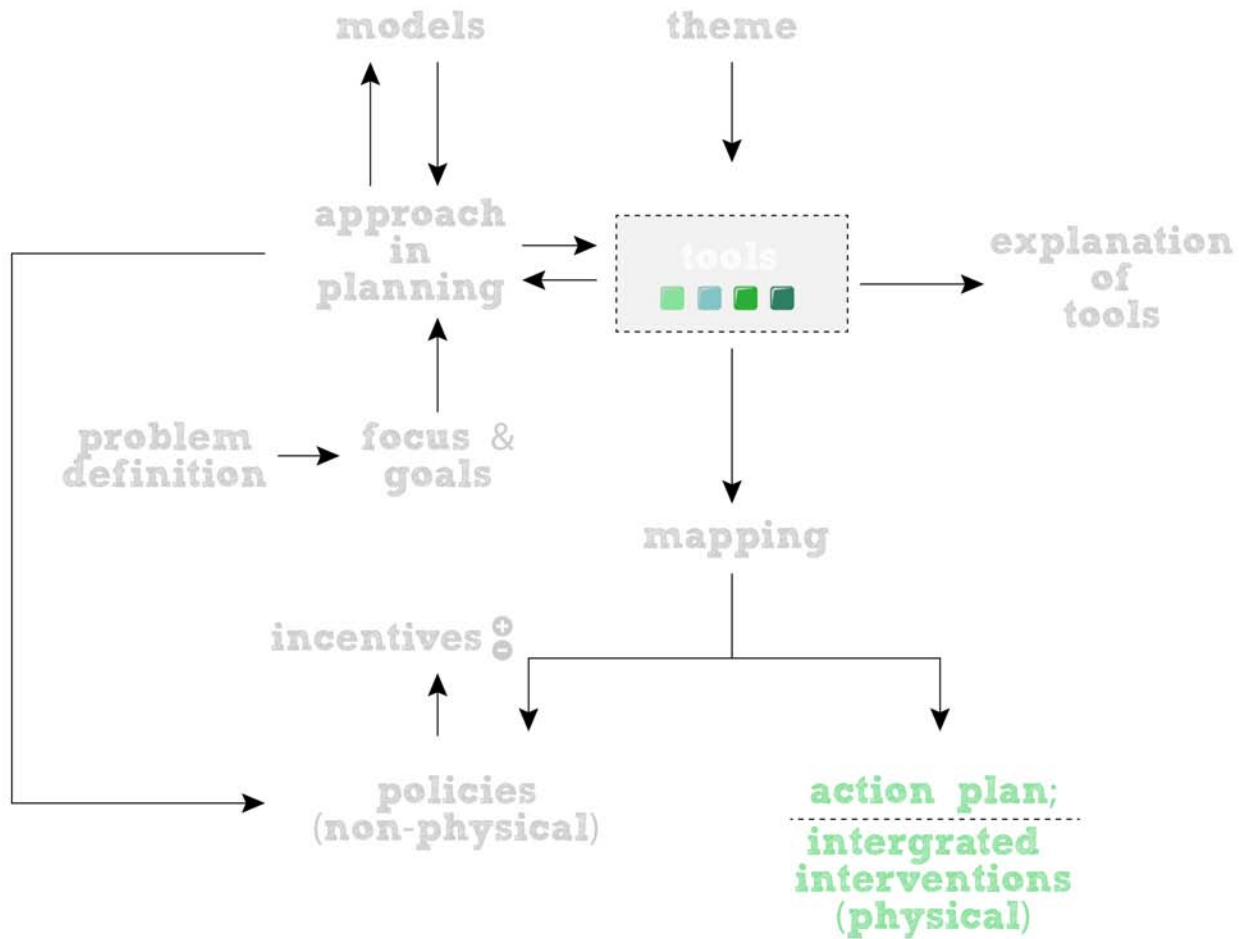 models
theme
approach
in
planning
tools
explanation
of
tools
problem
definition
focus &
goals
mapping
incentives + -
policies
(non-physical)
action plan;
intergrated
interventions
(physical)